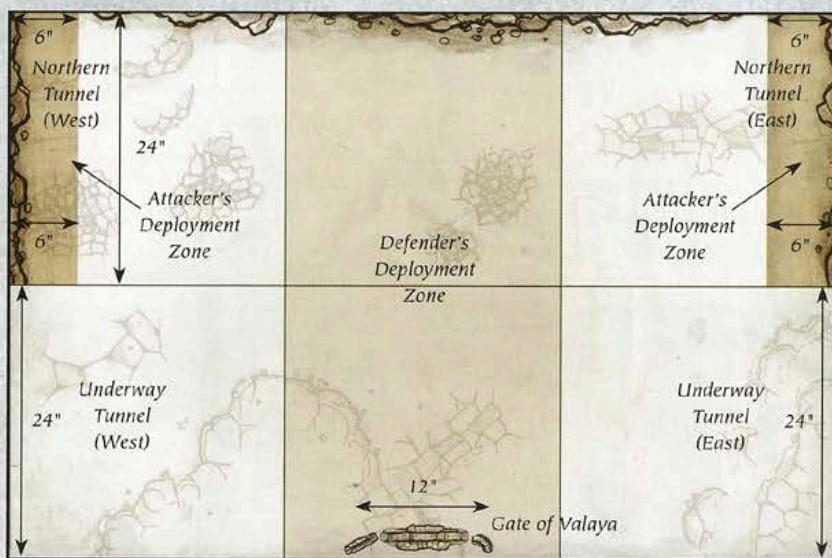 6"
6"
Northern
Tunnel
(West)
Northern
Tunnel
(East)
24"
Attacker's
Deployment
Zone
Attacker's
Deployment
Zone
6"
6"
Defender's
Deployment
Zone
Underway
Tunnel
(West)
Underway
Tunnel
(East)
24"
24"
12"
Gate of Valaya